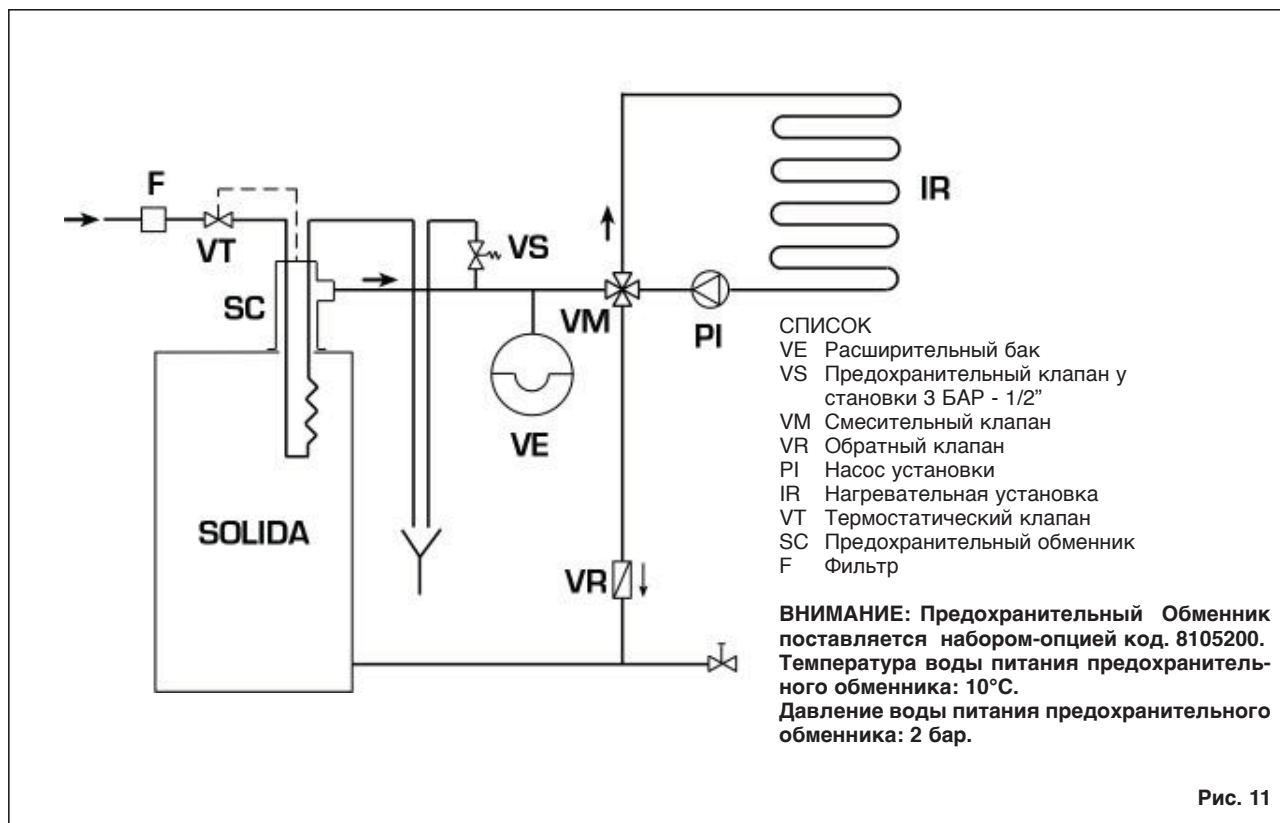 F
VT
VS
SC
IR
VM
PI
VE
SOLIDA
VR
СПИСОК
VE Расширительный бак
VS Предохранительный клапан у
становки 3 БАР - 1/2”
VM Смесительный клапан
VR Обратный клапан
PI Насос установки
IR Нагревательная установка
VT Термостатический клапан
SC Предохранительный обменник
F Фильтр
ВНИМАНИЕ: Предохранительный Обменник
поставляется набором-опцией код. 8105200.
Температура воды питания предохранитель-
ного обменника: 10°С.
Давление воды питания предохранительного
обменника: 2 бар.
Рис. 11